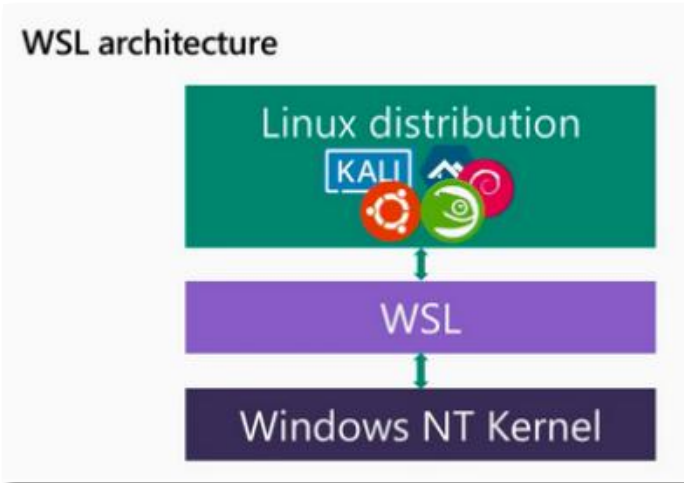 WSL architecture
Linux distribution
KALI
WSL
Windows NT Kernel